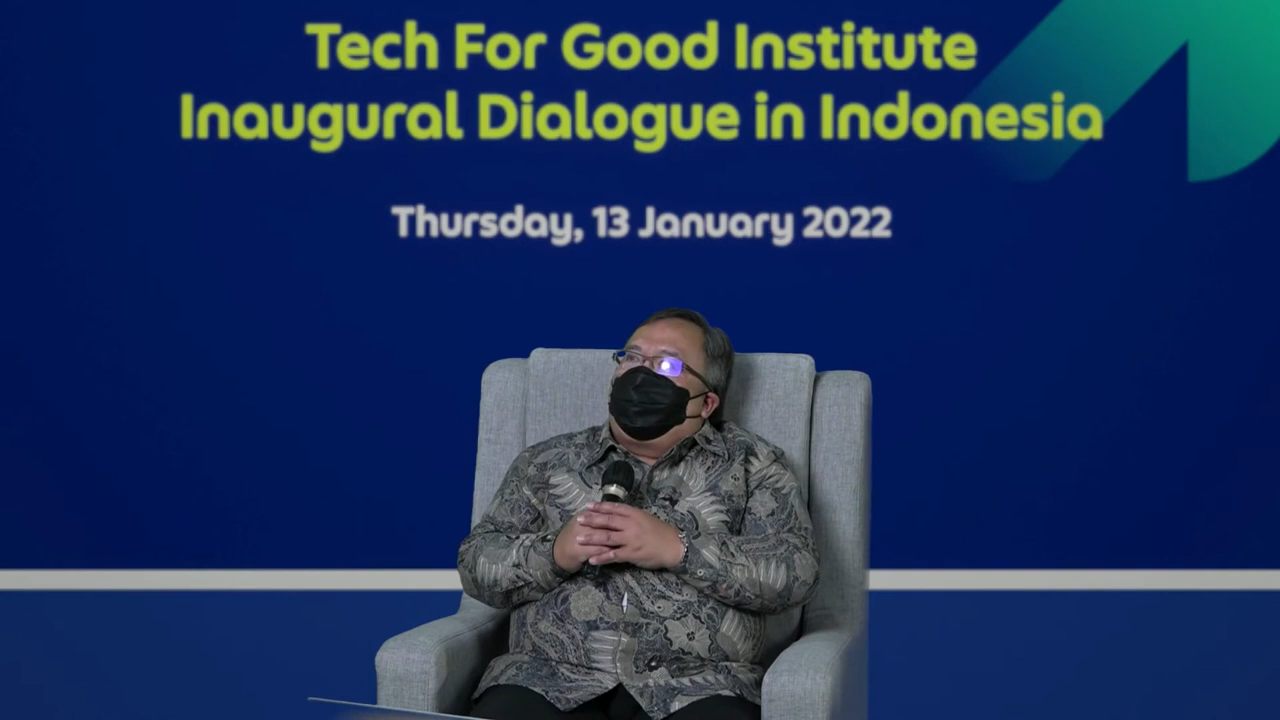 Tech For Good Institute
Inaugural Dialogue in Indonesia
Thursday, 13 January 2022